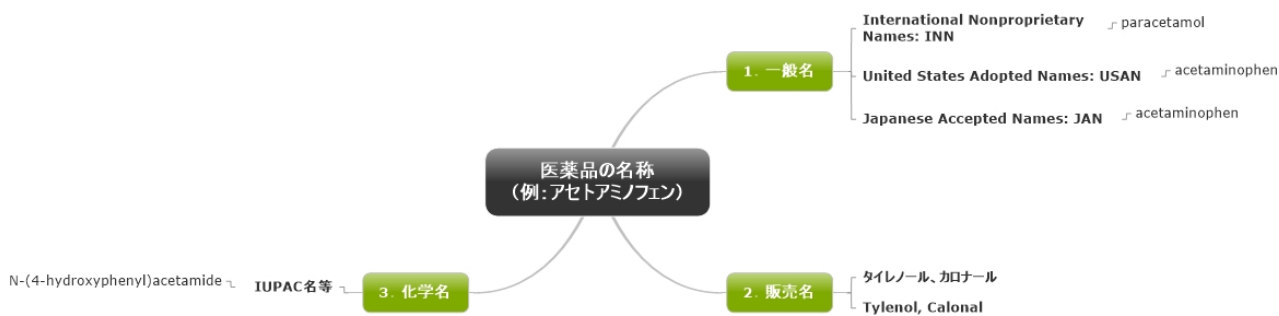 医薬品の名称
（例：アセトアミノフェン）
1. 一般名
International Nonproprietary
Names: INN
paracetamol
United States Adopted Names: USAN
acetaminophen
Japanese Accepted Names: JAN
acetaminophen
2. 販売名
タイレノール、カロナール
Tylenol, Calonal
3. 化学名
IUPAC名等
N-(4-hydroxyphenyl)acetamide